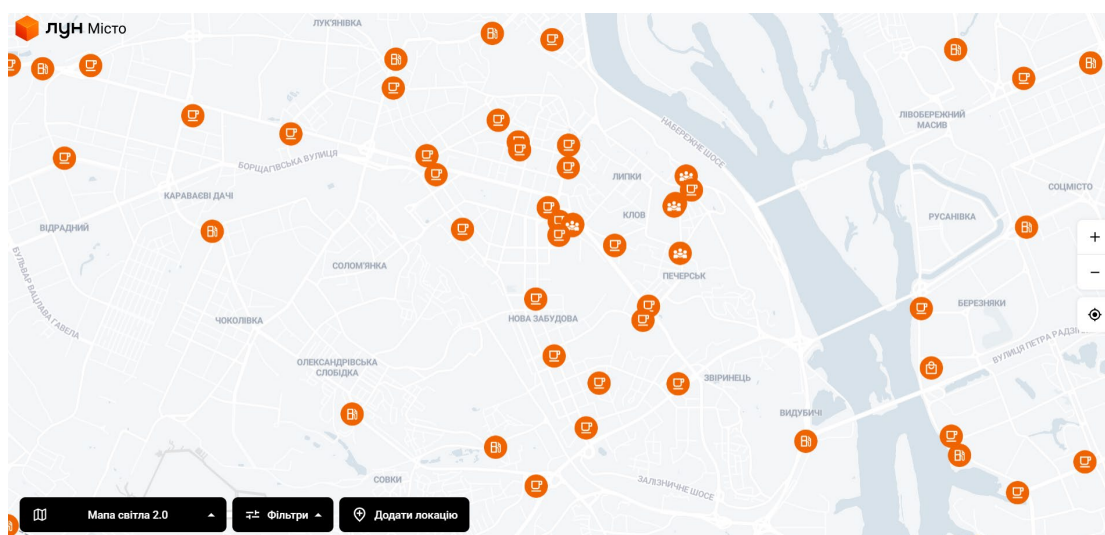 ЛУН Місто
ЛУК'ЯНІВКА
НАБЕРЕЖНЕ ШОСЕ
ЛІВОБЕРЕЖНИЙ
МАСИВ
БОРЩАГІВСЬКА ВУЛИЦЯ
ЛИПКИ
КАРАВАЄВІ ДАЧІ
СОЦМІСТО
КЛОВ
РУСАНІВКА
ВІДРАДНИЙ
БУЛЬВАР ВАЦЛАВА ГАВЕЛА
СОЛОМ'ЯНКА
ПЕЧЕРСЬК
БЕРЕЗНЯКИ
ЧОКОЛІВКА
НОВА ЗАБУДОВА
ВУЛИЦЯ ПЕТРА РАДЗІ
ОЛЕКСАНДРІВСЬКА
СЛОБІДКА
ЗВІРИНЕЦЬ
ВИДУБИЧІ
СОВКИ
ЗАЛІЗНИЧНЕ ШОСЕ
Мапа світла 2.0
Фільтри
Додати локацію